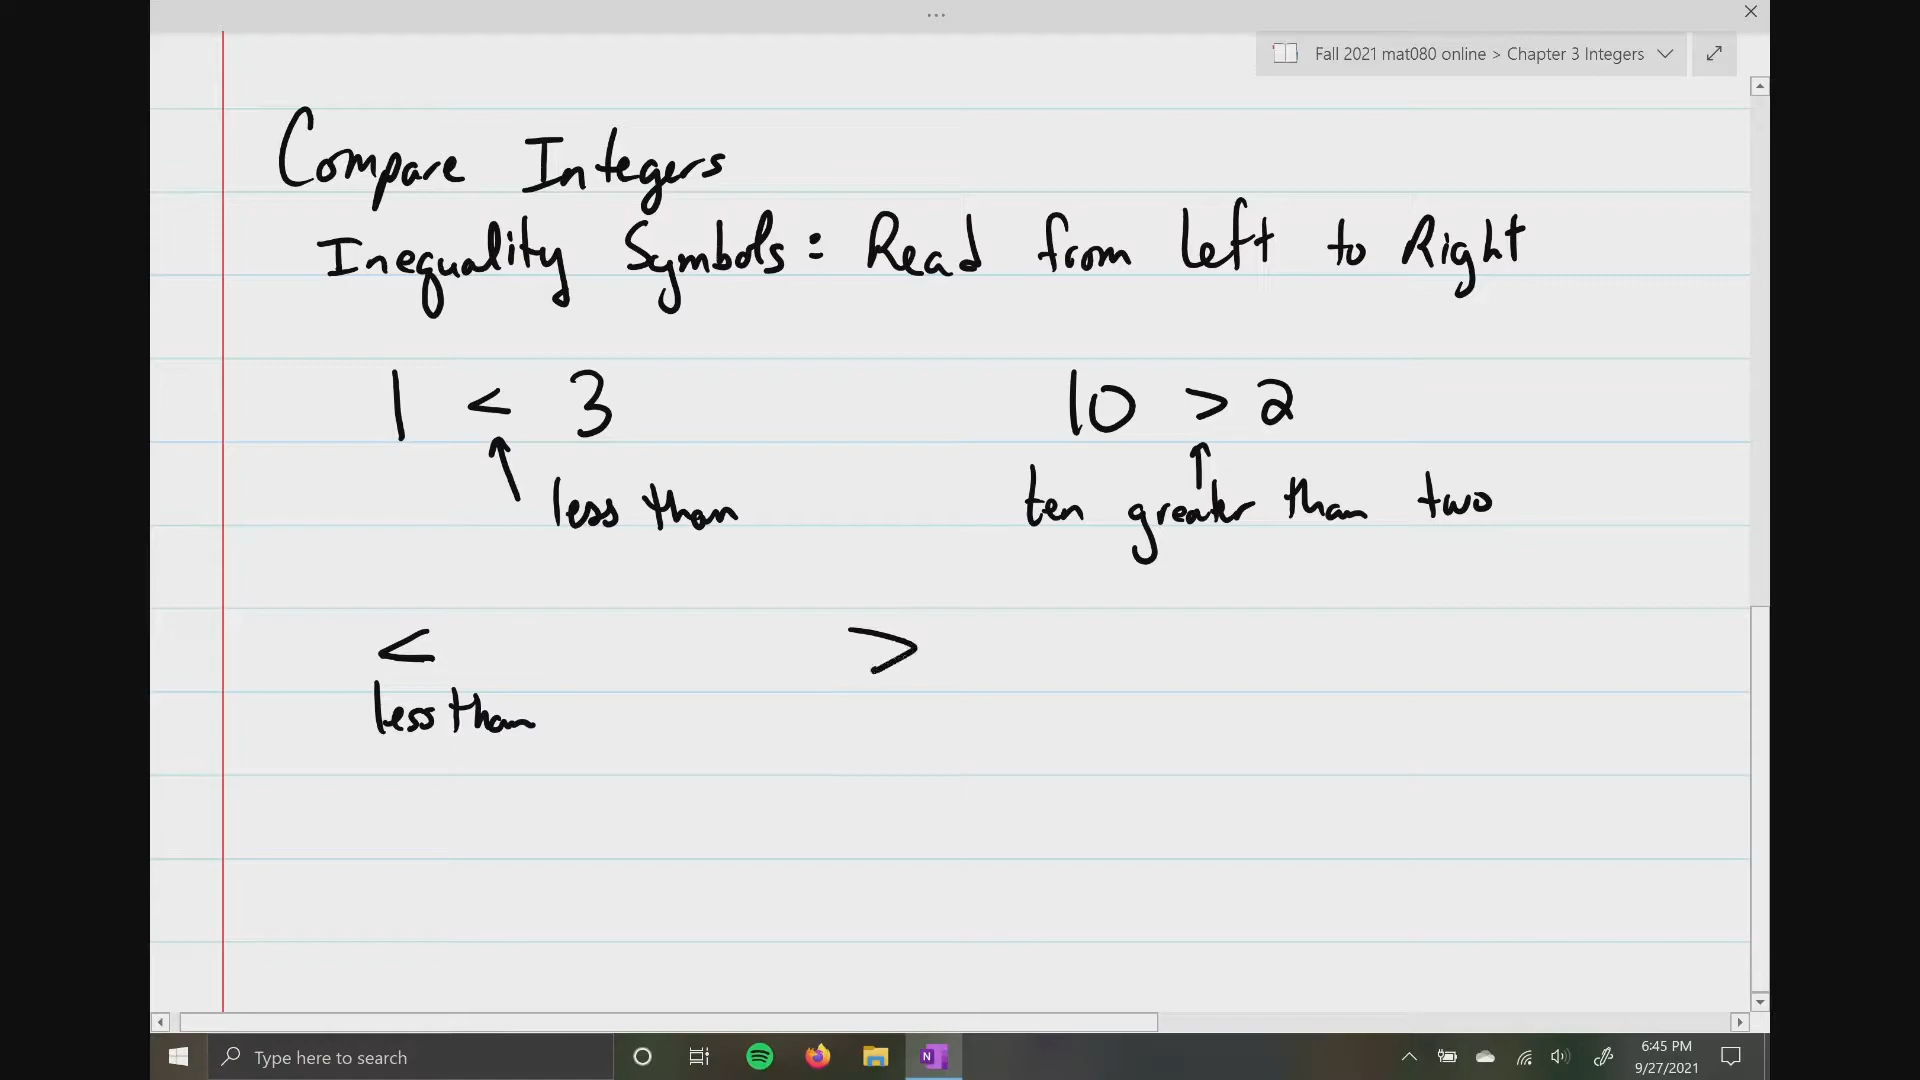 ...
Fall 2021 mat080 online > Chapter 3 Integers
Compare Integers
Inequality Symbols : Read from left to Right
1 < 3
10 > 2
less than
ten greater than two
<
>
less than
Type here to search
6:45 PM
9/27/2021